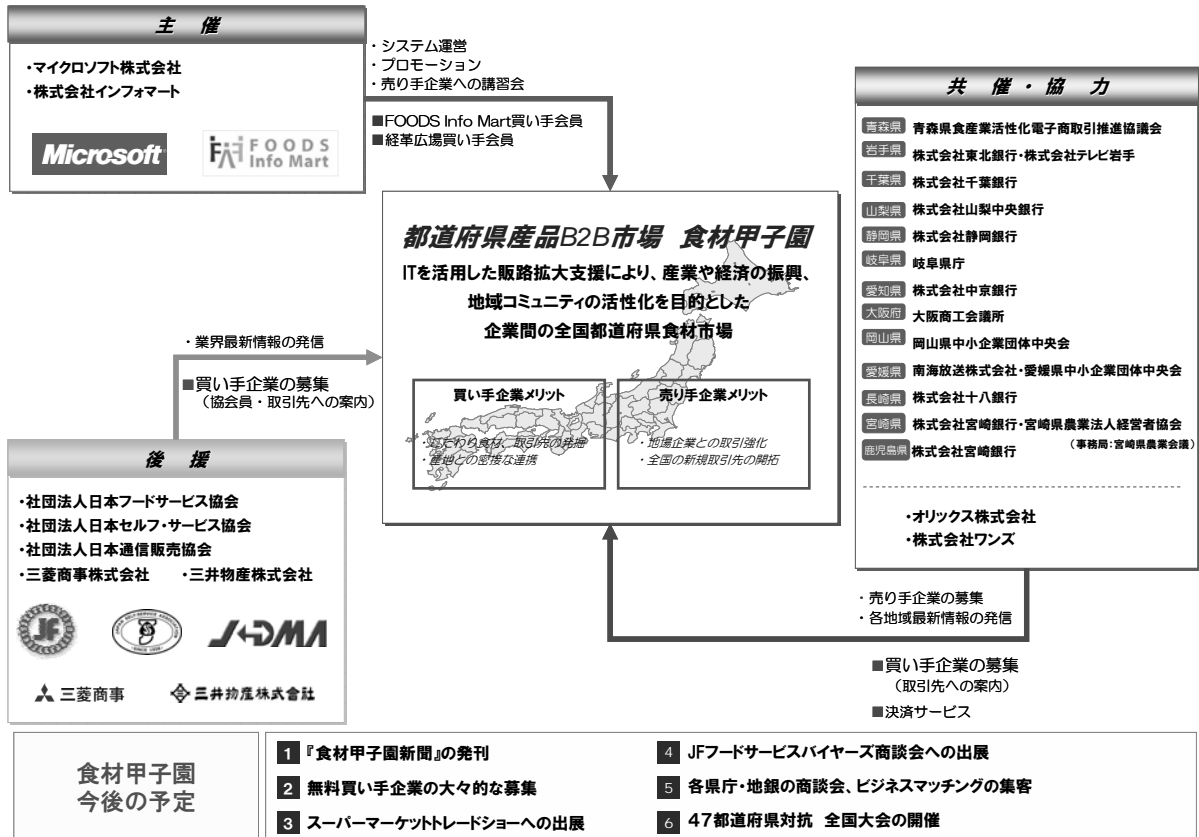 主 催
・マイクロソフト株式会社
・株式会社インフォマート
Microsoft
FOODS
Info Mart
・システム運営
・プロモーション
・売り手企業への講習会
■FOODS Info Mart買い手会員
■経革広場買い手会員
共 催・協 力
青森県 青森県食産業活性化電子商取引推進協議会
岩手県 株式会社東北銀行・株式会社テレビ岩手
千葉県 株式会社千葉銀行
山梨県 株式会社山梨中央銀行
静岡県 株式会社静岡銀行
岐阜県 岐阜県庁
愛知県 株式会社中京銀行
大阪府 大阪商工会議所
岡山県 岡山県中小企業団体中央会
愛媛県 南海放送株式会社・愛媛県中小企業団体中央会
長崎県 株式会社十八銀行
宮崎県 株式会社宮崎銀行・宮崎県農業法人経営者協会
鹿児島県 株式会社宮崎銀行 (事務局:宮崎県農業会議)
・オリックス株式会社
・株式会社ワンズ
都道府県産品B2B市場 食材甲子園
ITを活用した販路拡大支援により、産業や経済の振興、
地域コミュニティの活性化を目的とした
企業間の全国都道府県食材市場
買い手企業メリット
・こだわり食材、取引先の発掘
・産地との密接な連携
売り手企業メリット
・地場企業との取引強化
・全国の新規取引先の開拓
・業界最新情報の発信
■買い手企業の募集
(協会員・取引先への案内)
後 援
・社団法人日本フードサービス協会
・社団法人日本セルフ・サービス協会
・社団法人日本通信販売協会
・三菱商事株式会社 ・三井物産株式会社
JF
JADMA
三菱商事 三井物産株式会社
・売り手企業の募集
・各地域最新情報の発信
■買い手企業の募集
(取引先への案内)
■決済サービス
食材甲子園
今後の予定
1 『食材甲子園新聞』の発刊
2 無料買い手企業の大々的な募集
3 スーパーマーケットトレードショーへの出展
4 JFフードサービスバイヤーズ商談会への出展
5 各県庁・地銀の商談会、ビジネスマッチングの集客
6 47都道府県対抗 全国大会の開催